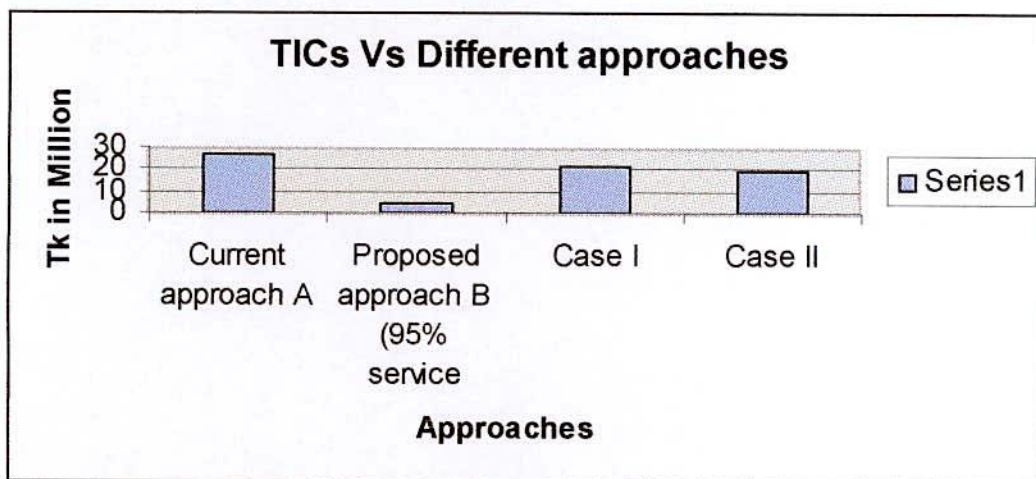 TICs Vs Different approaches
Tk in Million
30
20
10
0
Current
approach A
Proposed
approach B
(95%
service
Case I
Case II
Approaches
Series1